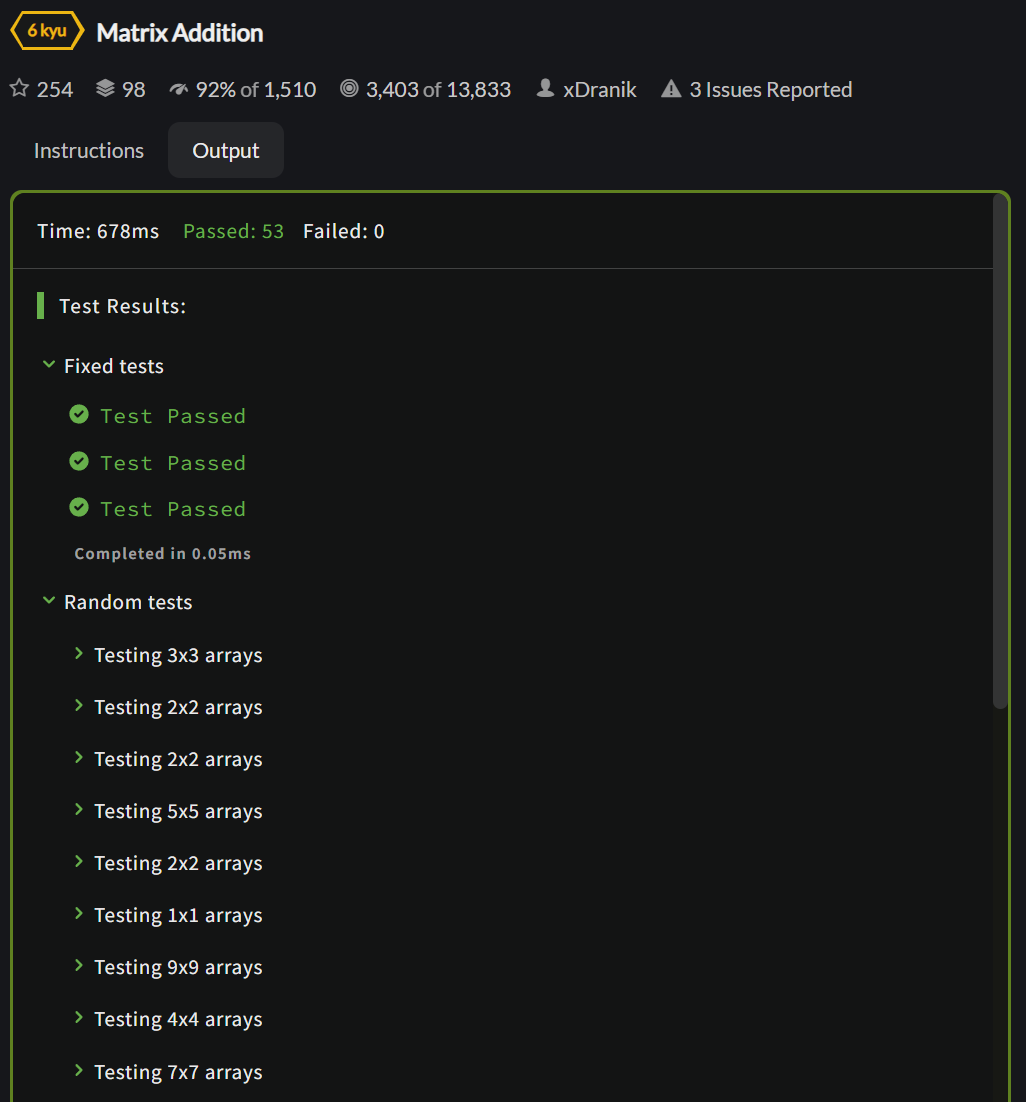 6 kyu Matrix Addition
254 98 92% of 1,510 3,403 of 13,833 xDranik 3 Issues Reported
Instructions Output
Time: 678ms Passed: 53 Failed: 0
Test Results:
Fixed tests
Test Passed
Test Passed
Test Passed
Completed in 0.05ms
Random tests
Testing 3x3 arrays
Testing 2x2 arrays
Testing 2x2 arrays
Testing 5x5 arrays
Testing 2x2 arrays
Testing 1x1 arrays
Testing 9x9 arrays
Testing 4x4 arrays
Testing 7x7 arrays